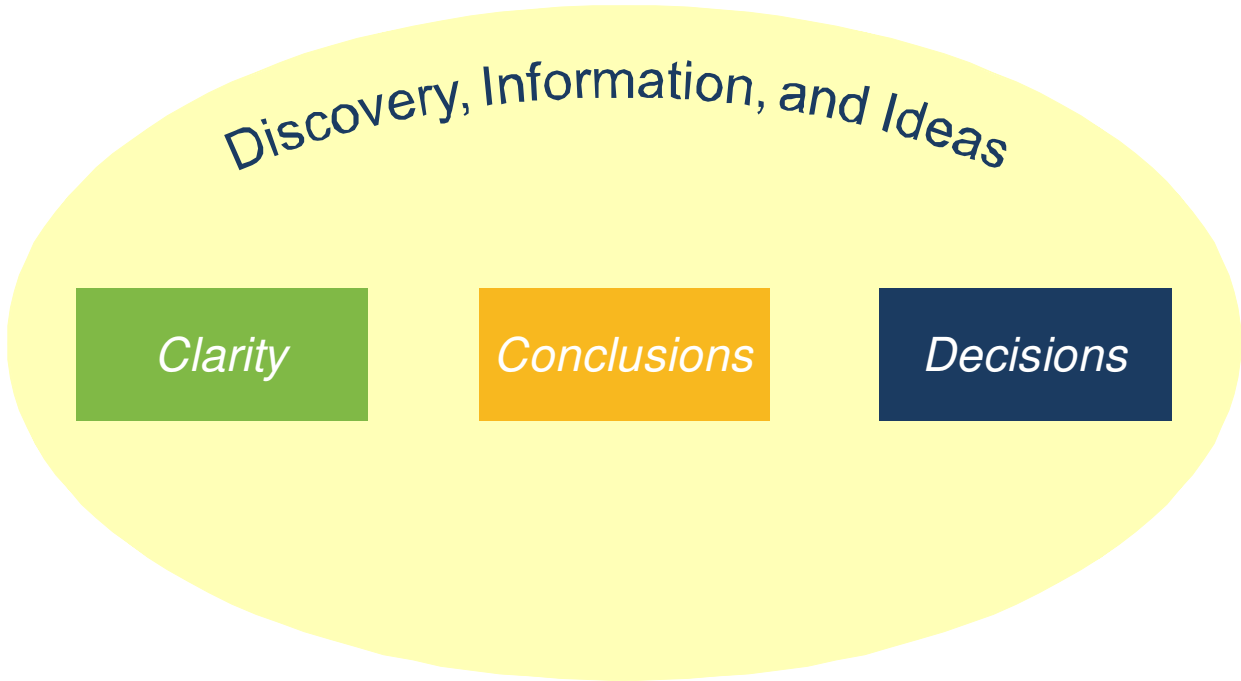 Discovery, Information, and Ideas
Clarity
Conclusions
Decisions